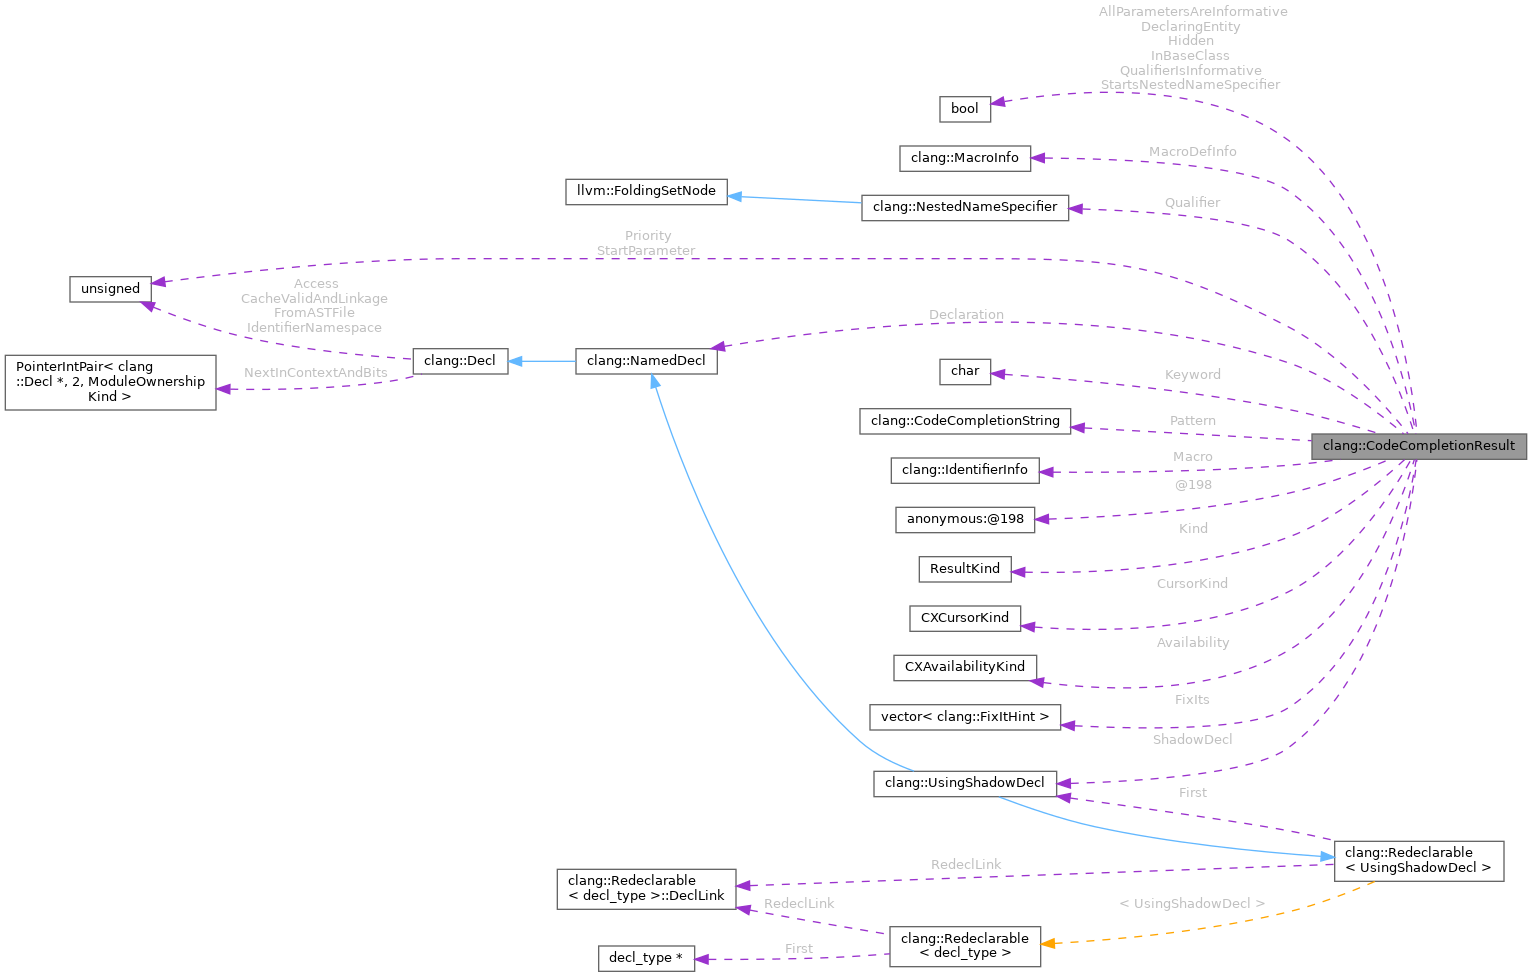 AllParametersAreInformative
DeclaringEntity
Hidden
InBaseClass
QualifierIsInformative
StartsNestedNameSpecifier
bool
clang::MacroInfo
MacroDefInfo
llvm::FoldingSetNode
clang::NestedNameSpecifier
Qualifier
Priority
StartParameter
unsigned
Access
CacheValidAndLinkage
FromASTFile
IdentifierNamespace
Declaration
clang::Decl
clang::NamedDecl
PointerIntPair< clang
::Decl *, 2, ModuleOwnership
Kind >
NextInContextAndBits
char
Keyword
clang::CodeCompletionString
Pattern
clang::CodeCompletionResult
clang::IdentifierInfo
Macro
@198
anonymous:@198
Kind
ResultKind
CursorKind
CXCursorKind
Availability
CXAvailabilityKind
FixIts
vector< clang::FixItHint >
ShadowDecl
clang::UsingShadowDecl
First
clang::Redeclarable
< UsingShadowDecl >
RedeclLink
clang::Redeclarable
< decl_type >::DeclLink
RedeclLink
< UsingShadowDecl >
clang::Redeclarable
< decl_type >
First
decl_type *